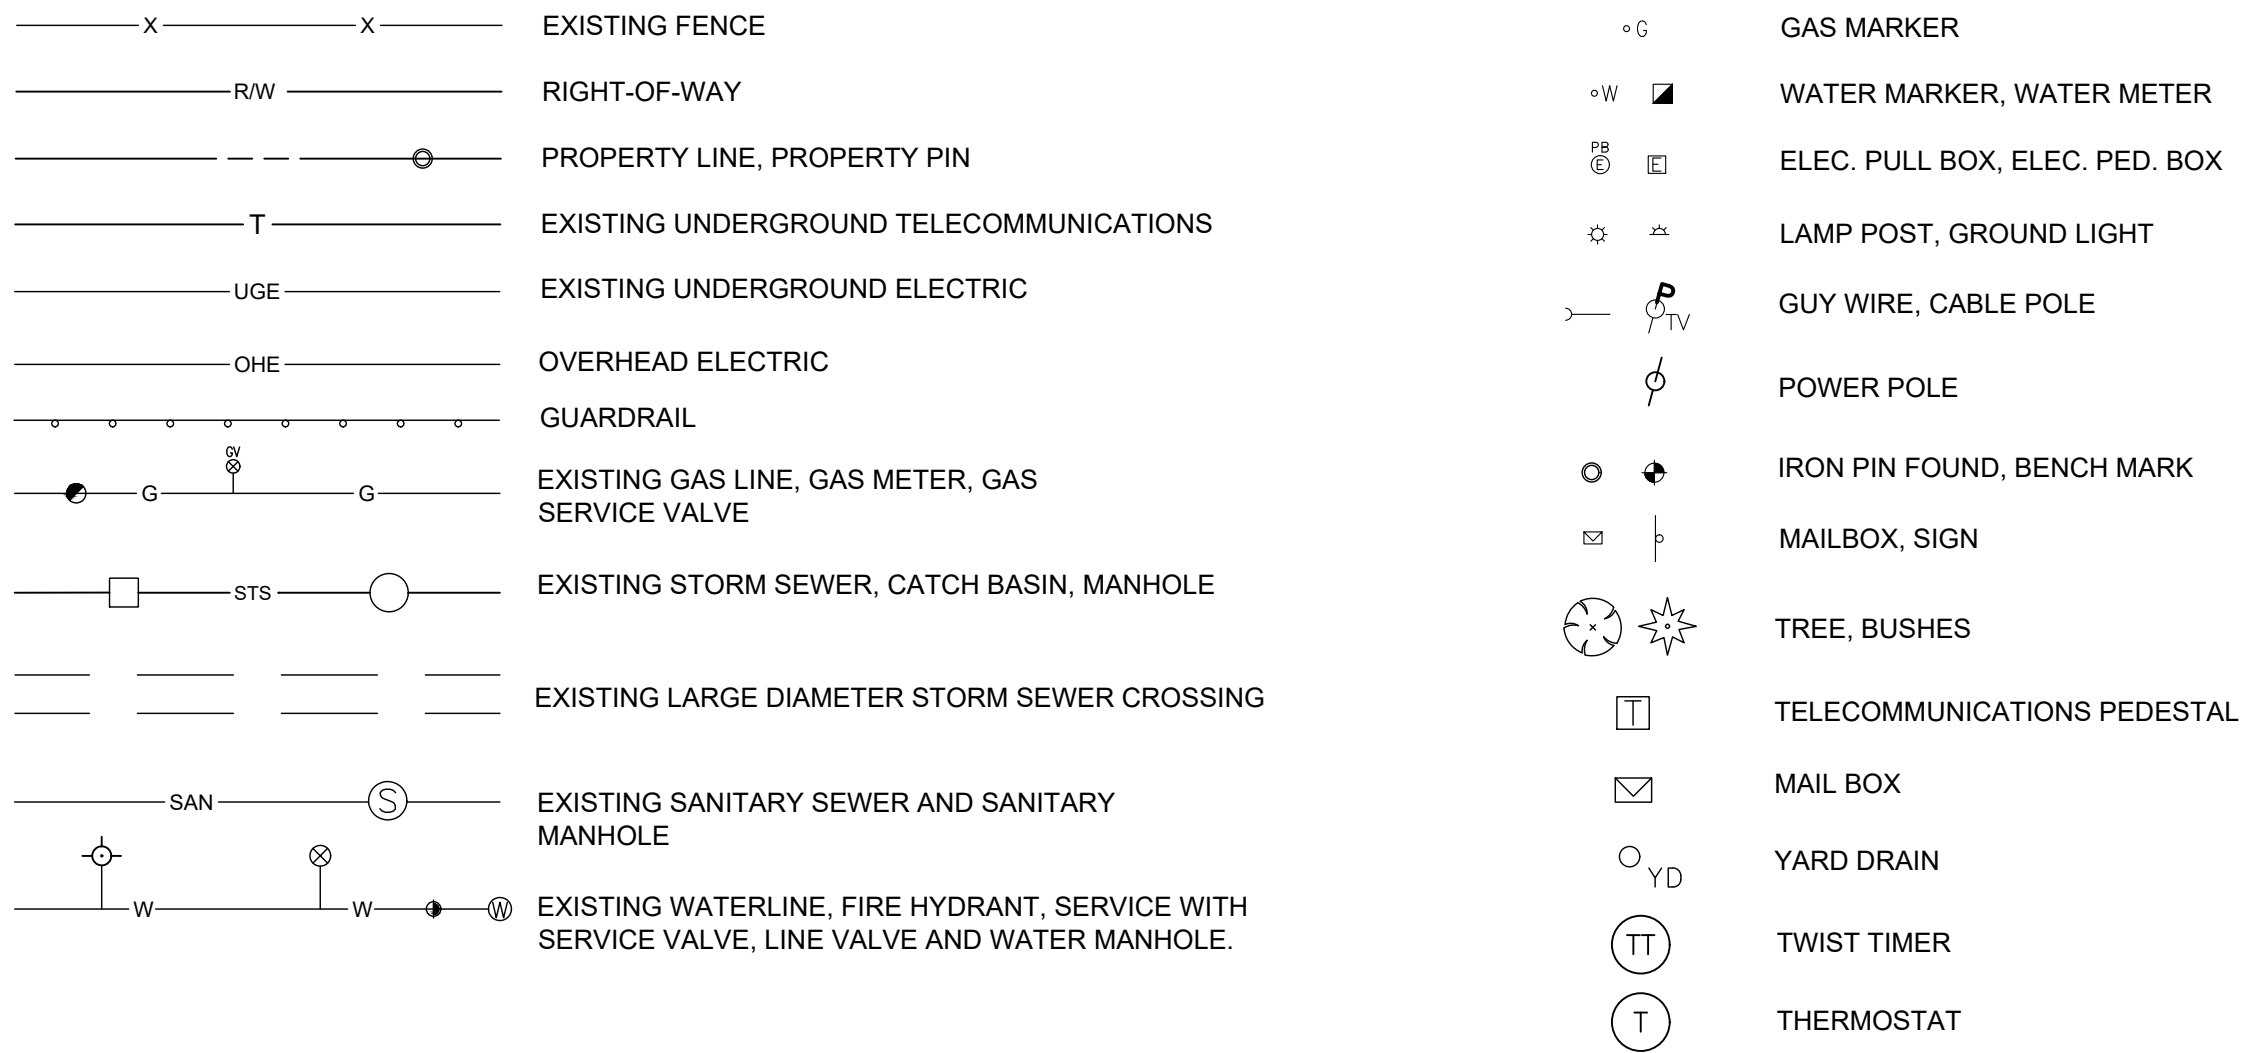 X X EXISTING FENCE
R/W RIGHT-OF-WAY
PROPERTY LINE, PROPERTY PIN
T EXISTING UNDERGROUND TELECOMMUNICATIONS
UGE EXISTING UNDERGROUND ELECTRIC
OHE OVERHEAD ELECTRIC
GUARDRAIL
GV
G G EXISTING GAS LINE, GAS METER, GAS
SERVICE VALVE
STS EXISTING STORM SEWER, CATCH BASIN, MANHOLE
EXISTING LARGE DIAMETER STORM SEWER CROSSING
SAN S EXISTING SANITARY SEWER AND SANITARY
MANHOLE
W W W EXISTING WATERLINE, FIRE HYDRANT, SERVICE WITH
SERVICE VALVE, LINE VALVE AND WATER MANHOLE.
G GAS MARKER
W WATER MARKER, WATER METER
PB
E E ELEC. PULL BOX, ELEC. PED. BOX
LAMP POST, GROUND LIGHT
P
TV GUY WIRE, CABLE POLE
POWER POLE
IRON PIN FOUND, BENCH MARK
MAILBOX, SIGN
TREE, BUSHES
T TELECOMMUNICATIONS PEDESTAL
MAIL BOX
YD YARD DRAIN
TT TWIST TIMER
T THERMOSTAT